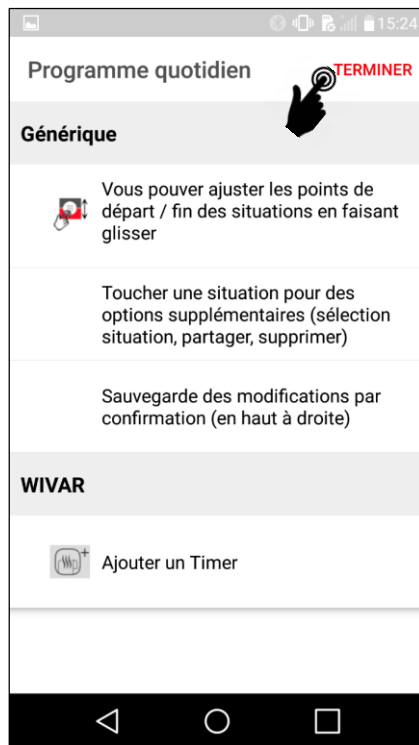 15:24
Programme quotidien
TERMINER
Générique
Vous pouver ajuster les points de
départ / fin des situations en faisant
glisser
Toucher une situation pour des
options supplémentaires (sélection
situation, partager, supprimer)
Sauvegarde des modifications par
confirmation (en haut à droite)
WIVAR
Ajouter un Timer